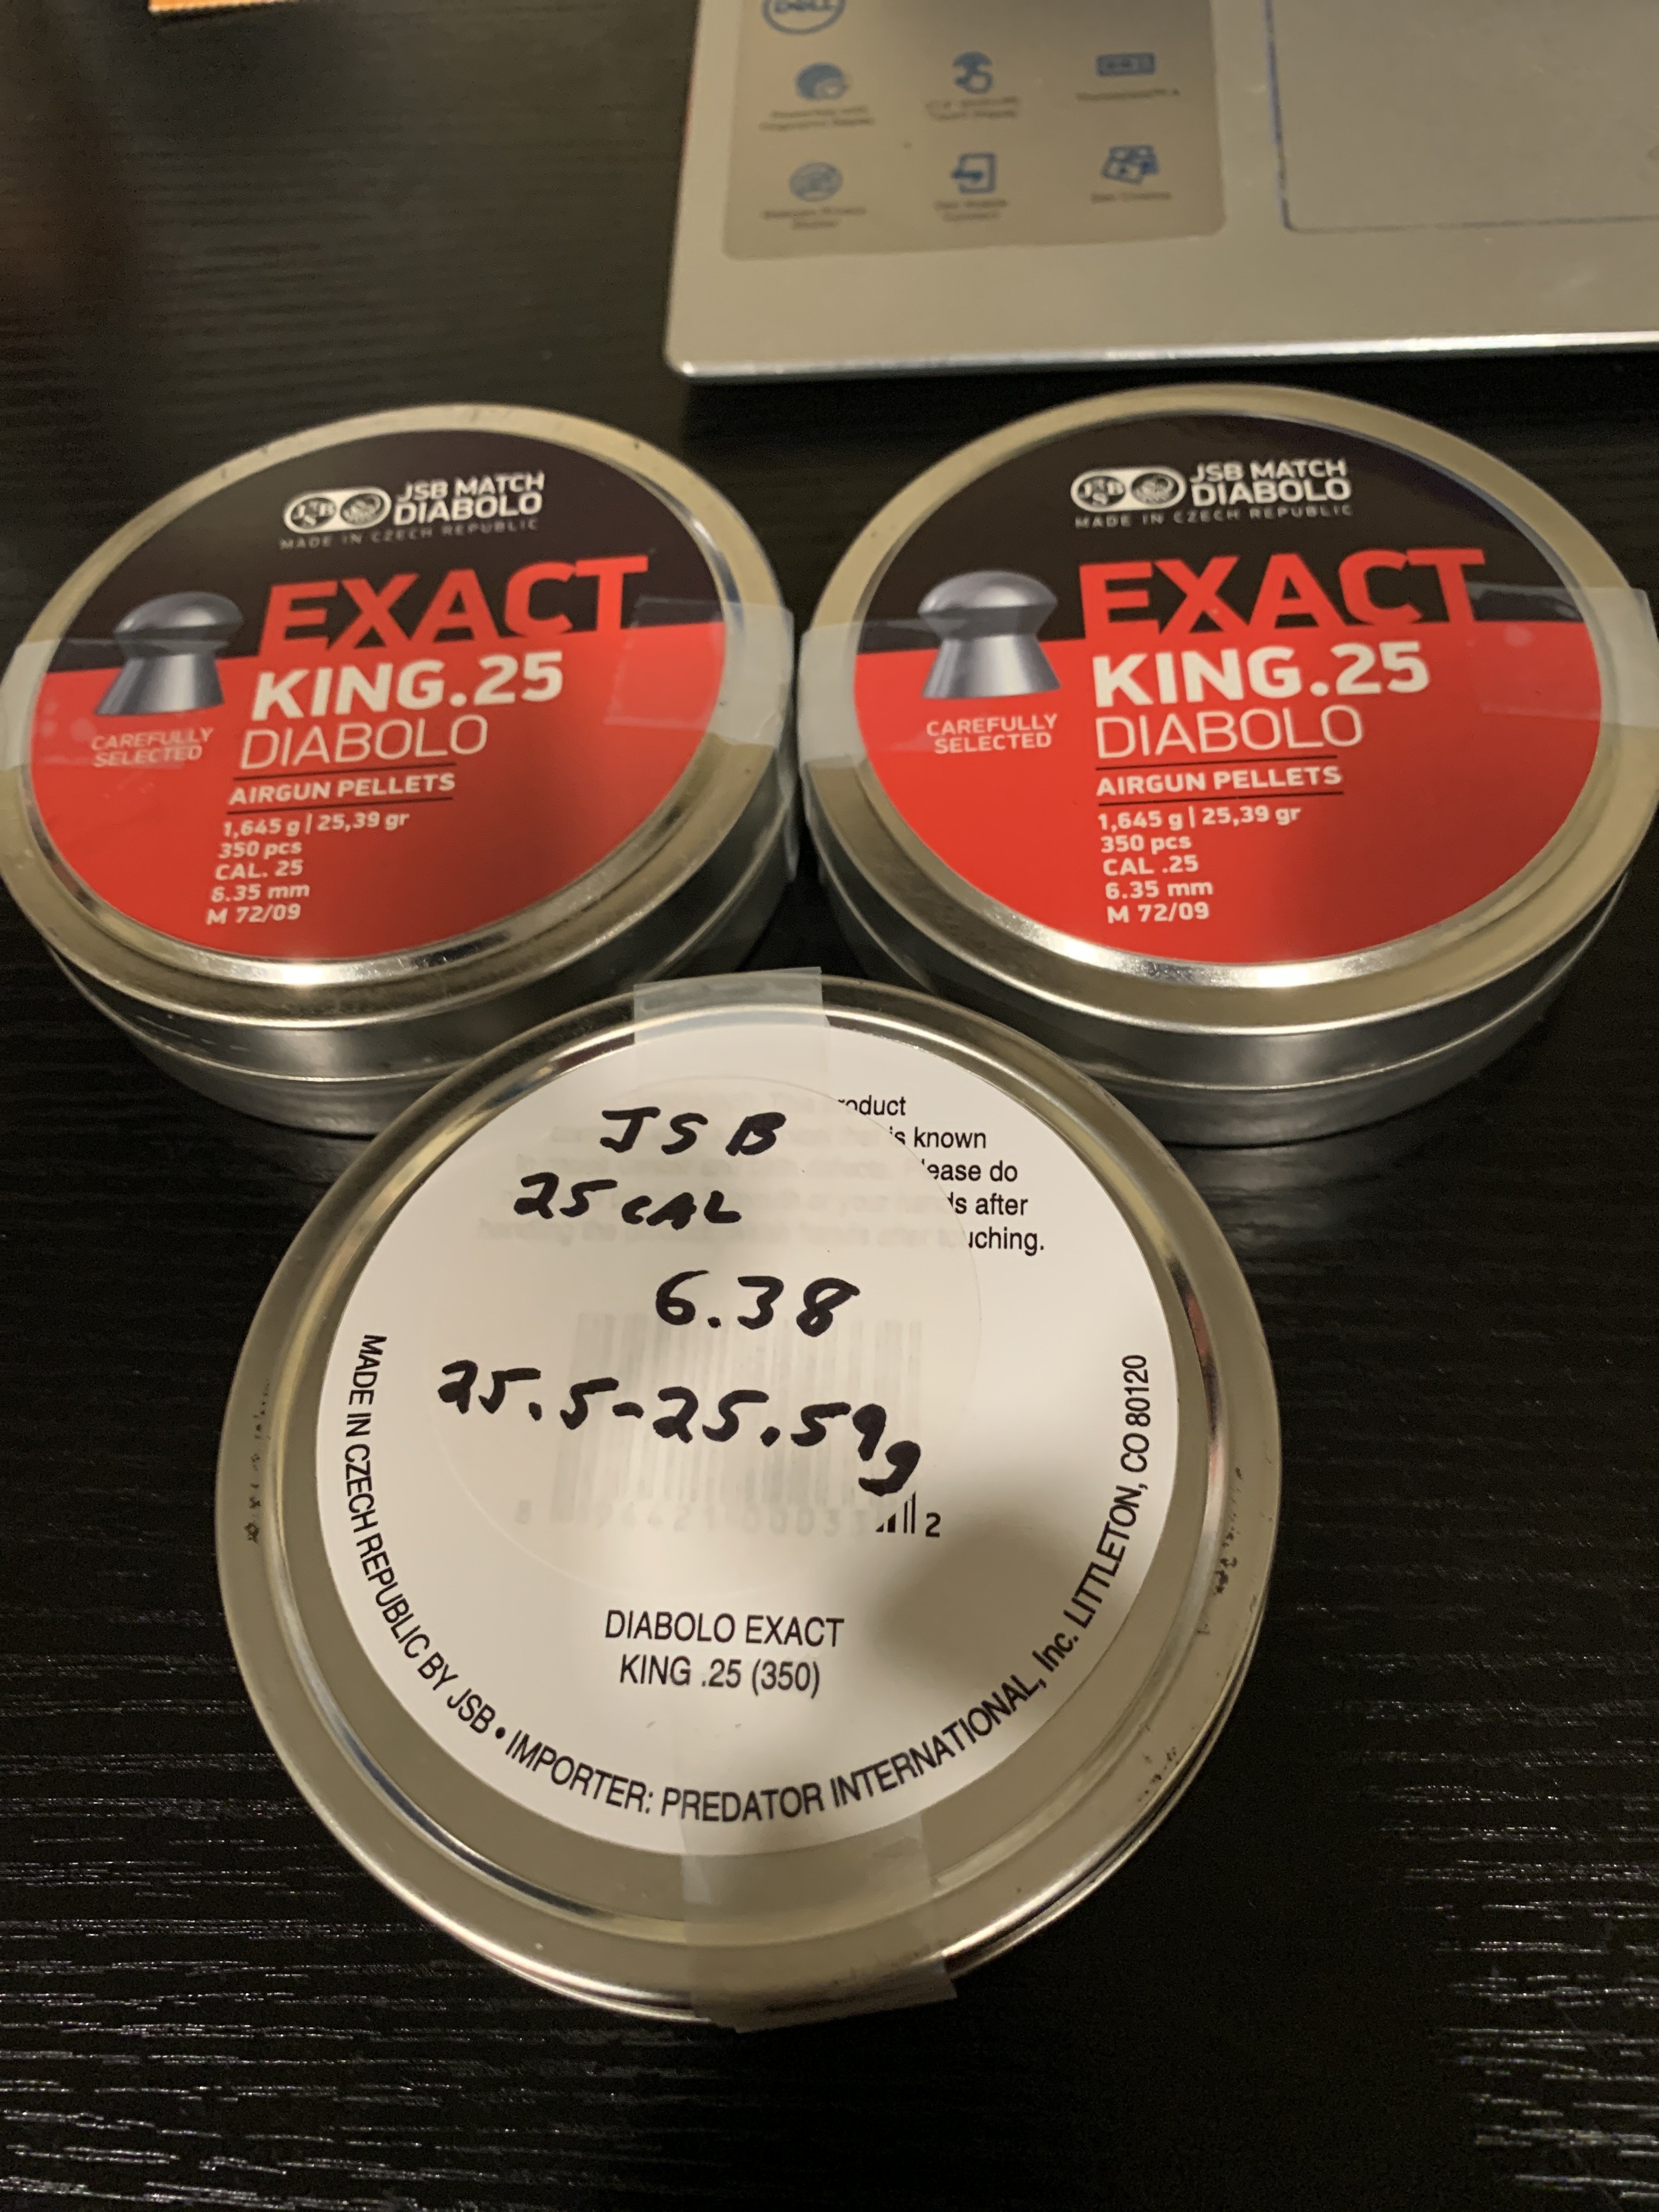 DELL
JSB
JSB MATCH
DIABOLO
MADE IN CZECH REPUBLIC
EXACT
KING.25
DIABOLO
CAREFULLY
SELECTED
AIRGUN PELLETS
1,645 g | 25,39 gr
350 pcs
CAL. 25
6.35 mm
M 72/09
JSB
JSB MATCH
DIABOLO
MADE IN CZECH REPUBLIC
EXACT
KING.25
DIABOLO
CAREFULLY
SELECTED
AIRGUN PELLETS
1,645 g | 25,39 gr
350 pcs
CAL .25
6.35 mm
M 72/09
JSB
25 CAL
6.38
25.5-25.59g
is known
do
after
2
DIABOLO EXACT
KING .25 (350)
MADE IN CZECH REPUBLIC BY JSB • IMPORTER: PREDATOR INTERNATIONAL, Inc. LITTLETON, CO 80120